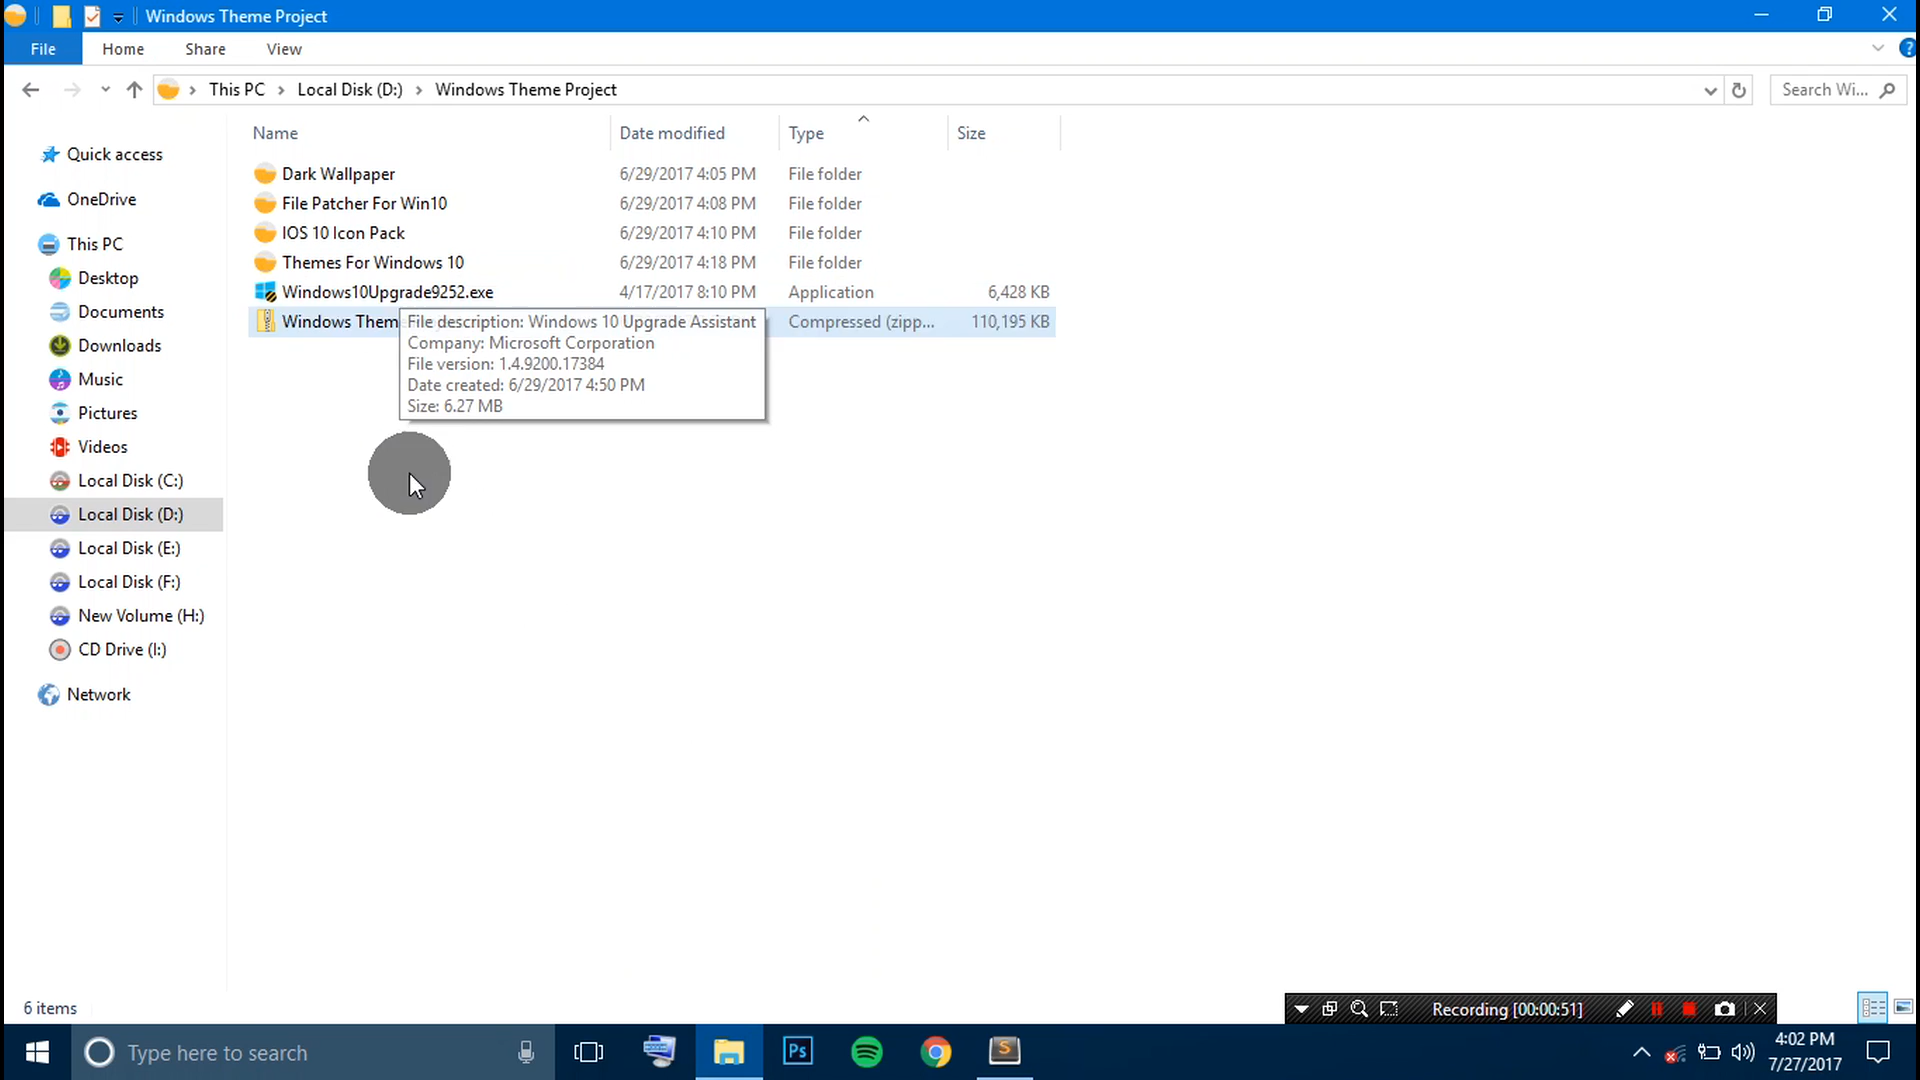 Windows Theme Project
File Home Share View
This PC Local Disk (D:) Windows Theme Project
Search Wi...
Name Date modified Type Size
Quick access
OneDrive
This PC
Desktop
Documents
Downloads
Music
Pictures
Videos
Local Disk (C:)
Local Disk (D:)
Local Disk (E:)
Local Disk (F:)
New Volume (H:)
CD Drive (I:)
Network
Dark Wallpaper 6/29/2017 4:05 PM File folder
File Patcher For Win10 6/29/2017 4:08 PM File folder
IOS 10 Icon Pack 6/29/2017 4:10 PM File folder
Themes For Windows 10 6/29/2017 4:18 PM File folder
Windows10Upgrade9252.exe 4/17/2017 8:10 PM Application 6,428 KB
Windows Them Compressed (zipp... 110,195 KB
File description: Windows 10 Upgrade Assistant
Company: Microsoft Corporation
File version: 1.4.9200.17384
Date created: 6/29/2017 4:50 PM
Size: 6.27 MB
6 items
Recording [00:00:51]
Type here to search
Ps
S
4:02 PM
7/27/2017